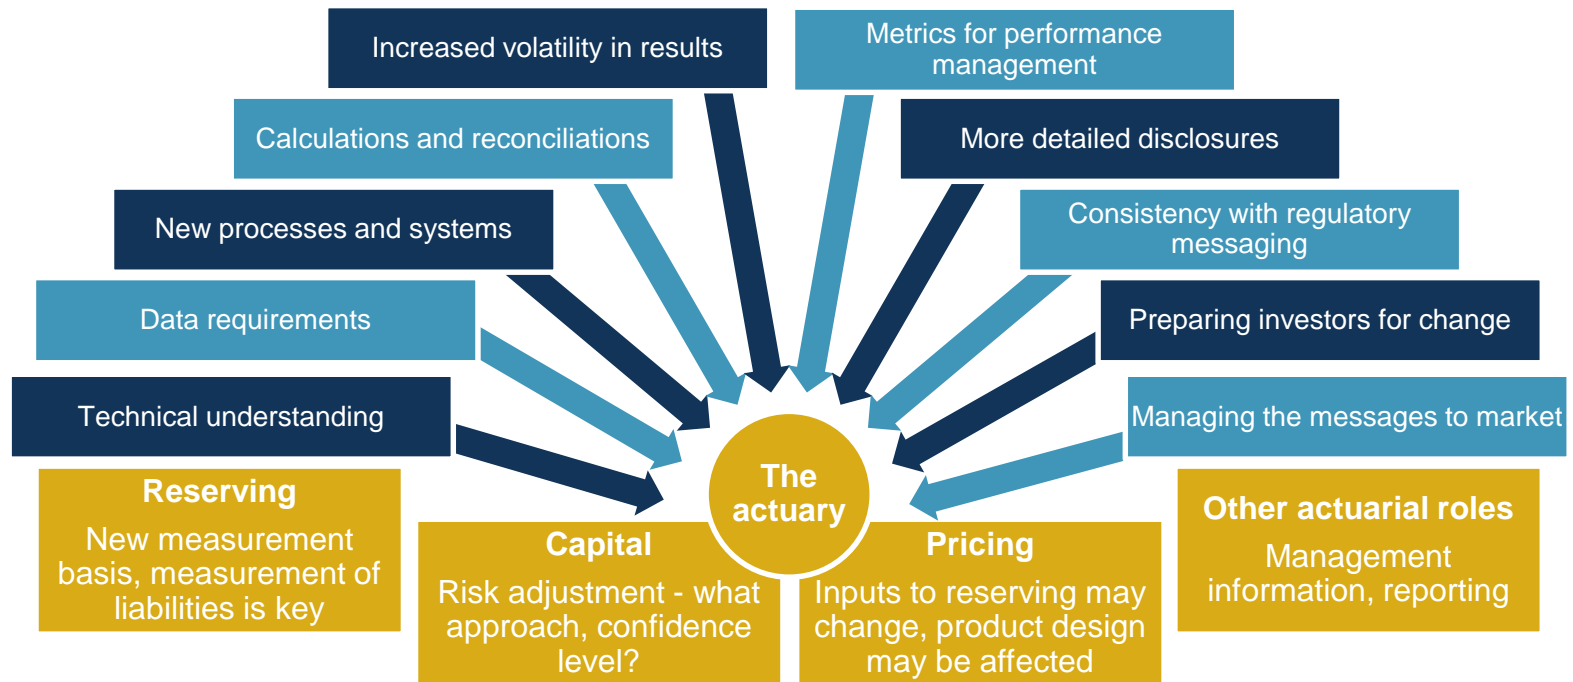 Increased volatility in results
Metrics for performance
management
Calculations and reconciliations
More detailed disclosures
New processes and systems
Consistency with regulatory
messaging
Data requirements
Preparing investors for change
Technical understanding
Managing the messages to market
The
actuary
Reserving
New measurement
basis, measurement of
liabilities is key
Capital
Risk adjustment - what
approach, confidence
level?
Pricing
Inputs to reserving may
change, product design
may be affected
Other actuarial roles
Management
information, reporting